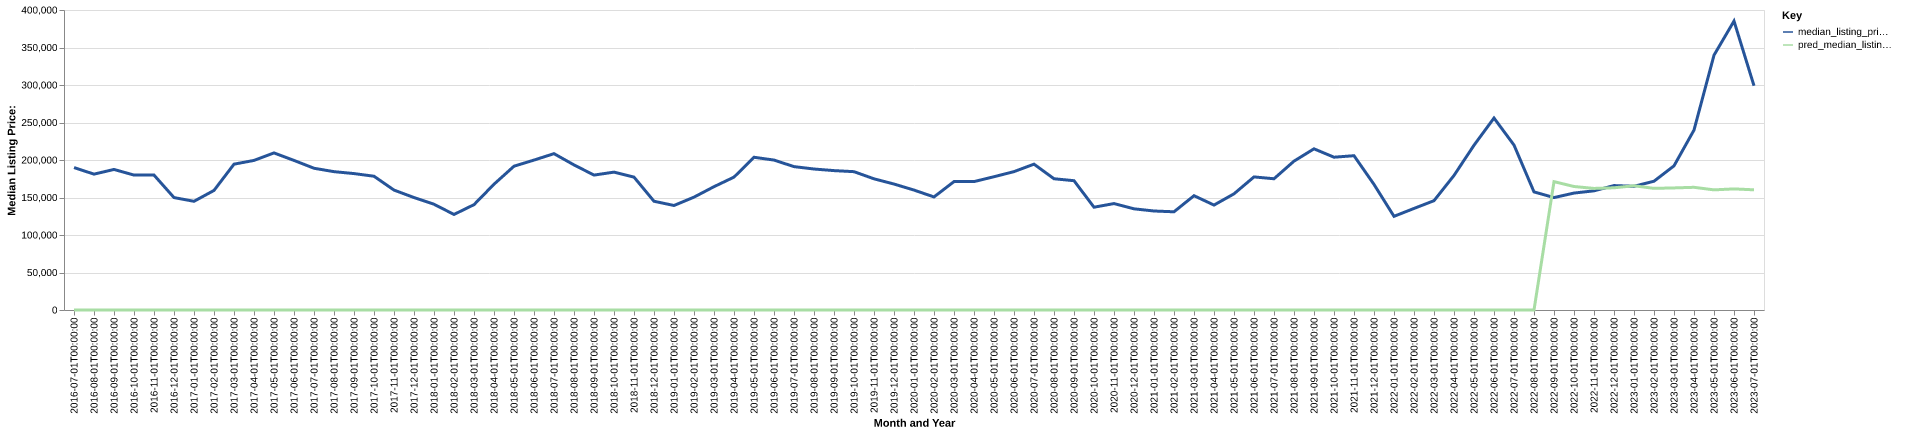 400,000
350,000
300,000
250,000
200,000
150,000
100,000
50,000
0
Median Listing Price:
2016-07-01T00:00:00
2016-08-01T00:00:00
2016-09-01T00:00:00
2016-10-01T00:00:00
2016-11-01T00:00:00
2016-12-01T00:00:00
2017-01-01T00:00:00
2017-02-01T00:00:00
2017-03-01T00:00:00
2017-04-01T00:00:00
2017-05-01T00:00:00
2017-06-01T00:00:00
2017-07-01T00:00:00
2017-08-01T00:00:00
2017-09-01T00:00:00
2017-10-01T00:00:00
2017-11-01T00:00:00
2017-12-01T00:00:00
2018-01-01T00:00:00
2018-02-01T00:00:00
2018-03-01T00:00:00
2018-04-01T00:00:00
2018-05-01T00:00:00
2018-06-01T00:00:00
2018-07-01T00:00:00
2018-08-01T00:00:00
2018-09-01T00:00:00
2018-10-01T00:00:00
2018-11-01T00:00:00
2018-12-01T00:00:00
2019-01-01T00:00:00
2019-02-01T00:00:00
2019-03-01T00:00:00
2019-04-01T00:00:00
2019-05-01T00:00:00
2019-06-01T00:00:00
2019-07-01T00:00:00
2019-08-01T00:00:00
2019-09-01T00:00:00
2019-10-01T00:00:00
2019-11-01T00:00:00
2019-12-01T00:00:00
2020-01-01T00:00:00
2020-02-01T00:00:00
2020-03-01T00:00:00
2020-04-01T00:00:00
2020-05-01T00:00:00
2020-06-01T00:00:00
2020-07-01T00:00:00
2020-08-01T00:00:00
2020-09-01T00:00:00
2020-10-01T00:00:00
2020-11-01T00:00:00
2020-12-01T00:00:00
2021-01-01T00:00:00
2021-02-01T00:00:00
2021-03-01T00:00:00
2021-04-01T00:00:00
2021-05-01T00:00:00
2021-06-01T00:00:00
2021-07-01T00:00:00
2021-08-01T00:00:00
2021-09-01T00:00:00
2021-10-01T00:00:00
2021-11-01T00:00:00
2021-12-01T00:00:00
2022-01-01T00:00:00
2022-02-01T00:00:00
2022-03-01T00:00:00
2022-04-01T00:00:00
2022-05-01T00:00:00
2022-06-01T00:00:00
2022-07-01T00:00:00
2022-08-01T00:00:00
2022-09-01T00:00:00
2022-10-01T00:00:00
2022-11-01T00:00:00
2022-12-01T00:00:00
2023-01-01T00:00:00
2023-02-01T00:00:00
2023-03-01T00:00:00
2023-04-01T00:00:00
2023-05-01T00:00:00
2023-06-01T00:00:00
2023-07-01T00:00:00
Month and Year
Key
median_listing_pri…
pred_median_listin…